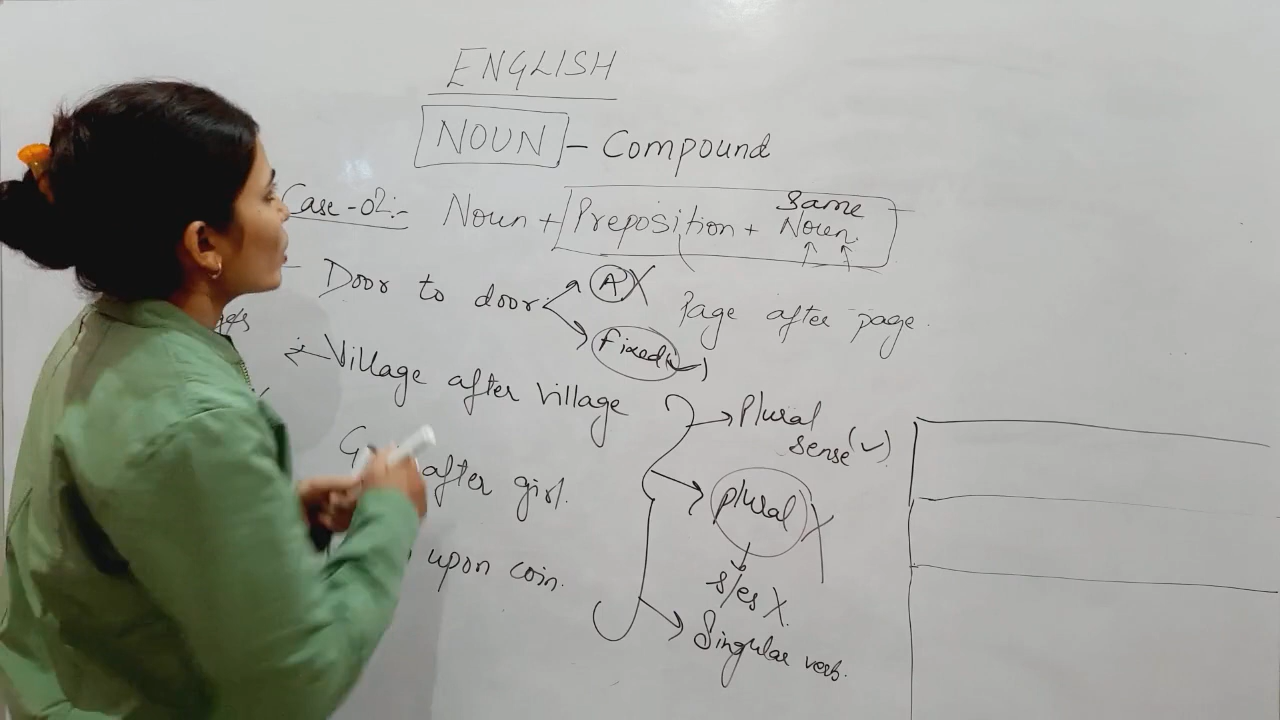 ENGLISH
NOUN - Compound
Case-02:- Noun + Preposition + Same Noun
Door to door
A X
fixed (✓)
Page after page.
Village after village
after girl.
upon coin.
Plural sense (✓)
plural X
s/es X
Singular verb.